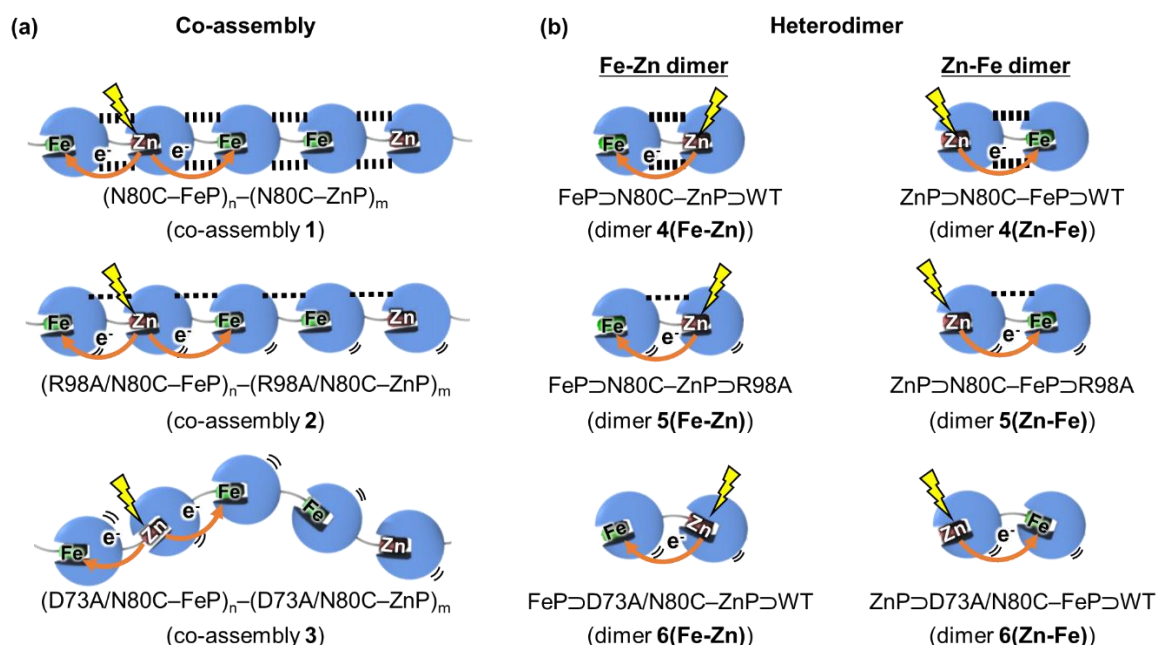 (a) Co-assembly
Fe Zn Fe Fe Zn
e⁻ e⁻
(N80C–FeP)ₙ–(N80C–ZnP)ₘ
(co-assembly 1)
Fe Zn Fe Fe Zn
e⁻ e⁻
(R98A/N80C–FeP)ₙ–(R98A/N80C–ZnP)ₘ
(co-assembly 2)
Fe Zn Fe Fe Zn
e⁻ e⁻
(D73A/N80C–FeP)ₙ–(D73A/N80C–ZnP)ₘ
(co-assembly 3)
(b) Heterodimer
Fe-Zn dimer Zn-Fe dimer
Fe Zn Zn Fe
e⁻ e⁻
FeP⊃N80C–ZnP⊃WT ZnP⊃N80C–FeP⊃WT
(dimer 4(Fe-Zn)) (dimer 4(Zn-Fe))
Fe Zn Zn Fe
e⁻ e⁻
FeP⊃N80C–ZnP⊃R98A ZnP⊃N80C–FeP⊃R98A
(dimer 5(Fe-Zn)) (dimer 5(Zn-Fe))
Fe Zn Zn Fe
e⁻ e⁻
FeP⊃D73A/N80C–ZnP⊃WT ZnP⊃D73A/N80C–FeP⊃WT
(dimer 6(Fe-Zn)) (dimer 6(Zn-Fe))